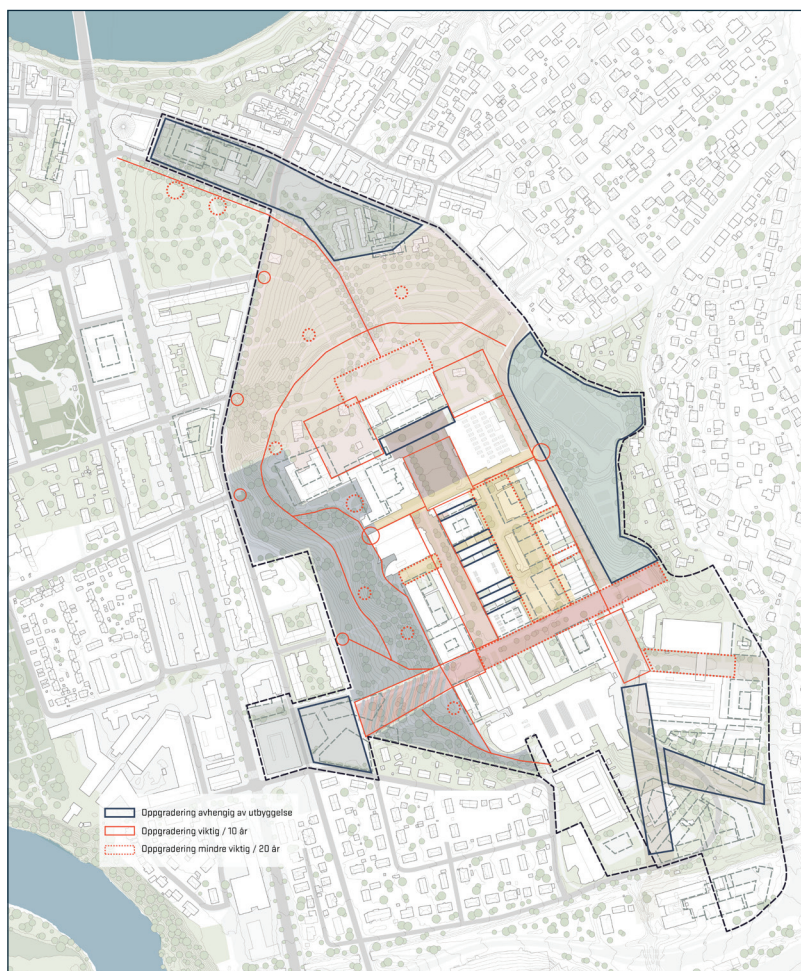 Oppgradering avhengig av utbyggelse
Oppgradering viktig / 10 år
Oppgradering mindre viktig / 20 år